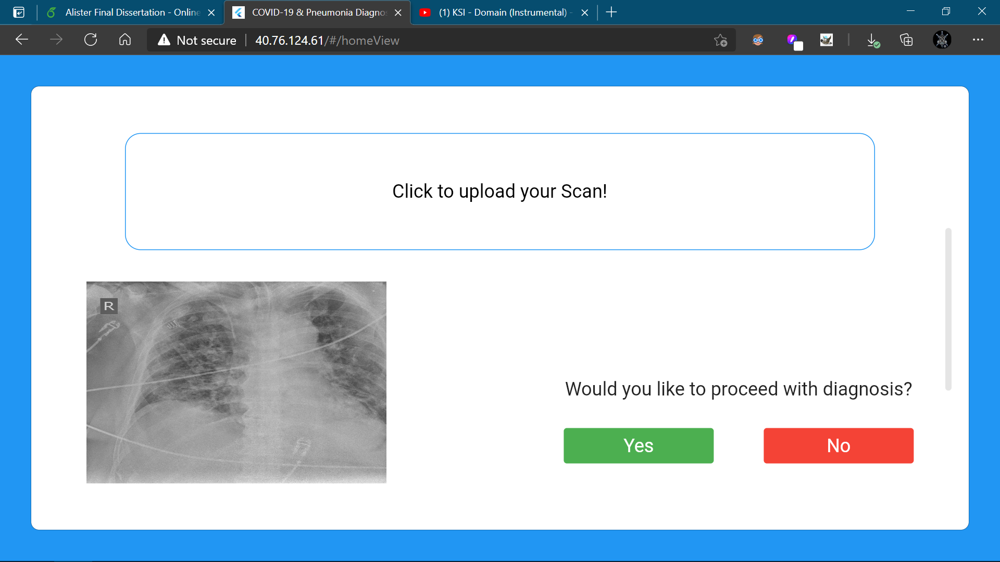 Alister Final Dissertation - Online
COVID-19 & Pneumonia Diagnos
(1) KSI - Domain (Instrumental) -
Not secure
40.76.124.61/#/homeView
Click to upload your Scan!
R
Would you like to proceed with diagnosis?
Yes
No